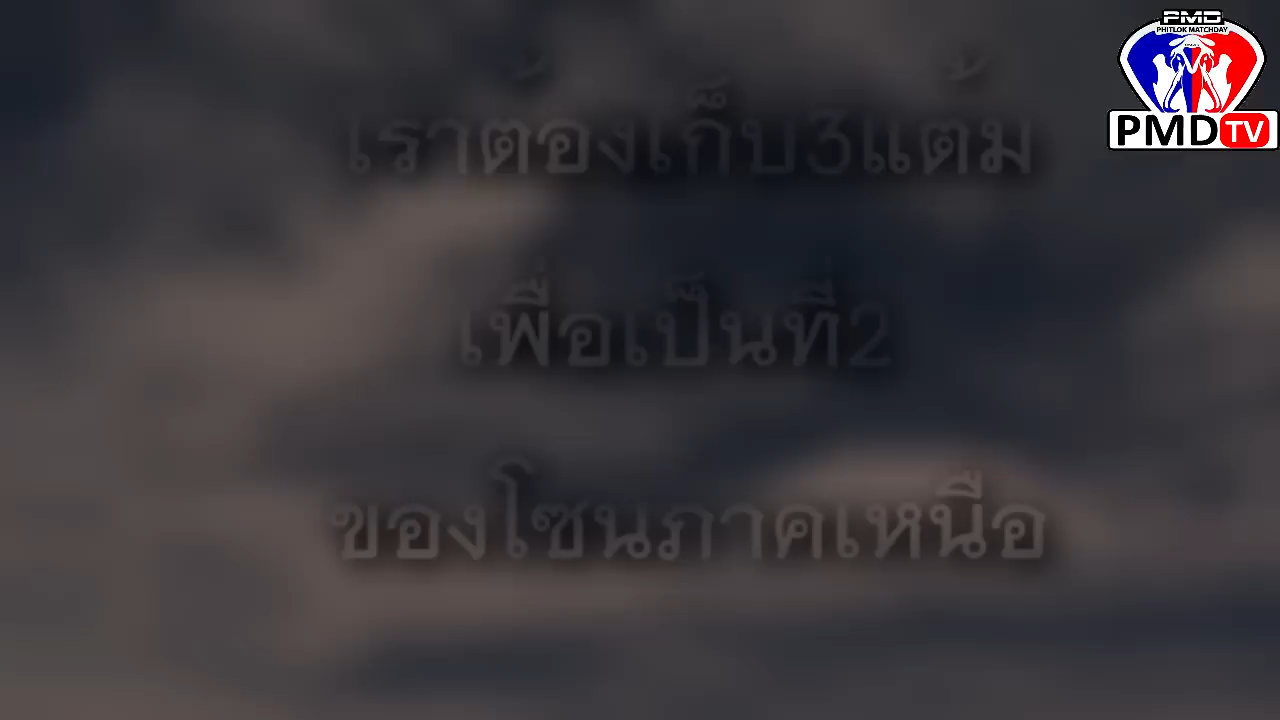 PMD
PHITLOK MATCHDAY
PMDTV
เราต้องเก็บ3แต้ม
เพื่อเป็นที่2
ของโซนภาคเหนือ